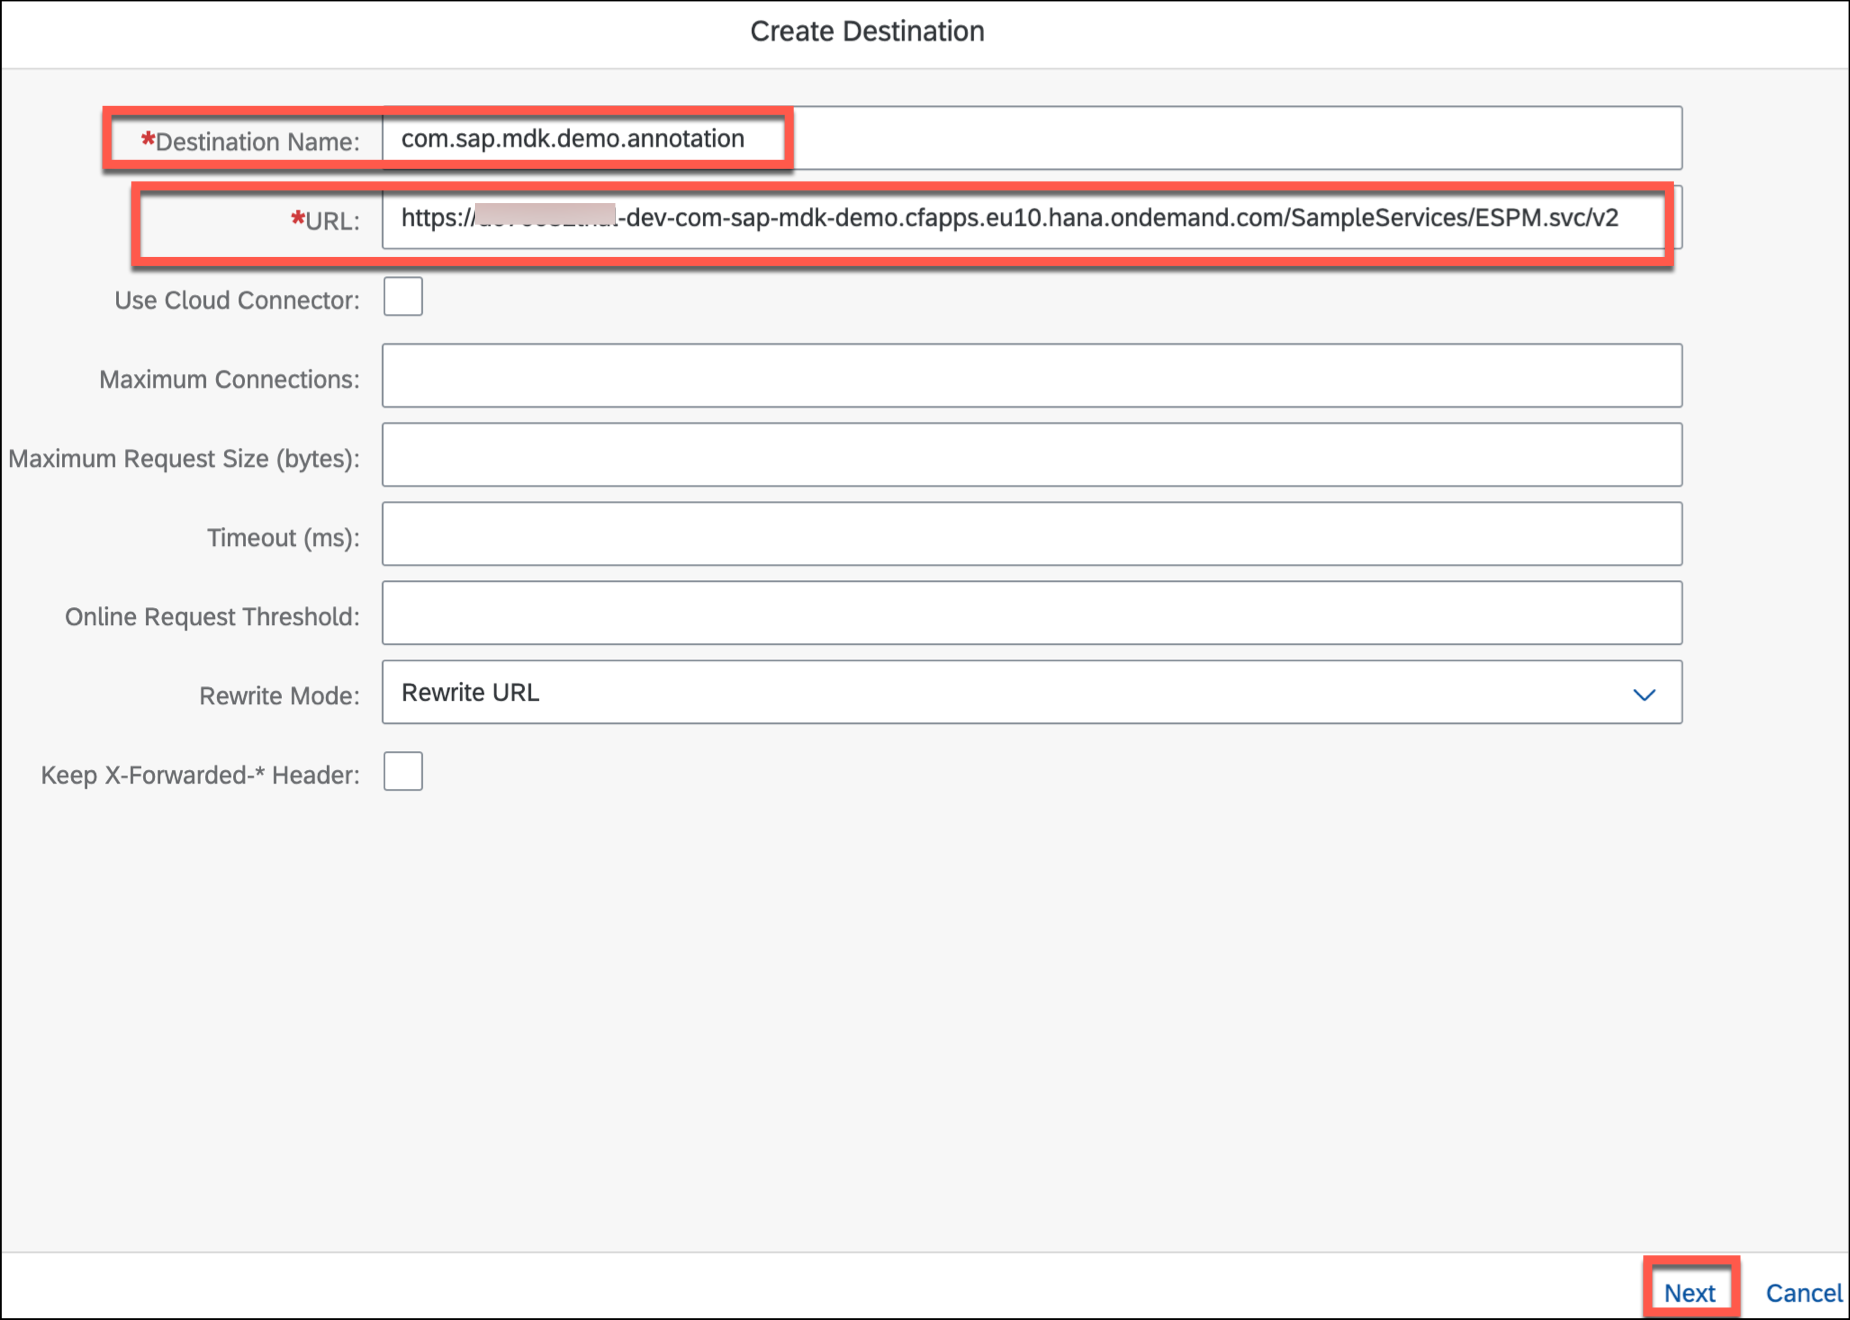 Create Destination
*Destination Name: com.sap.mdk.demo.annotation
*URL: https:// -dev-com-sap-mdk-demo.cfapps.eu10.hana.ondemand.com/SampleServices/ESPM.svc/v2
Use Cloud Connector:
Maximum Connections:
Maximum Request Size (bytes):
Timeout (ms):
Online Request Threshold:
Rewrite Mode: Rewrite URL
Keep X-Forwarded-* Header:
Next Cancel